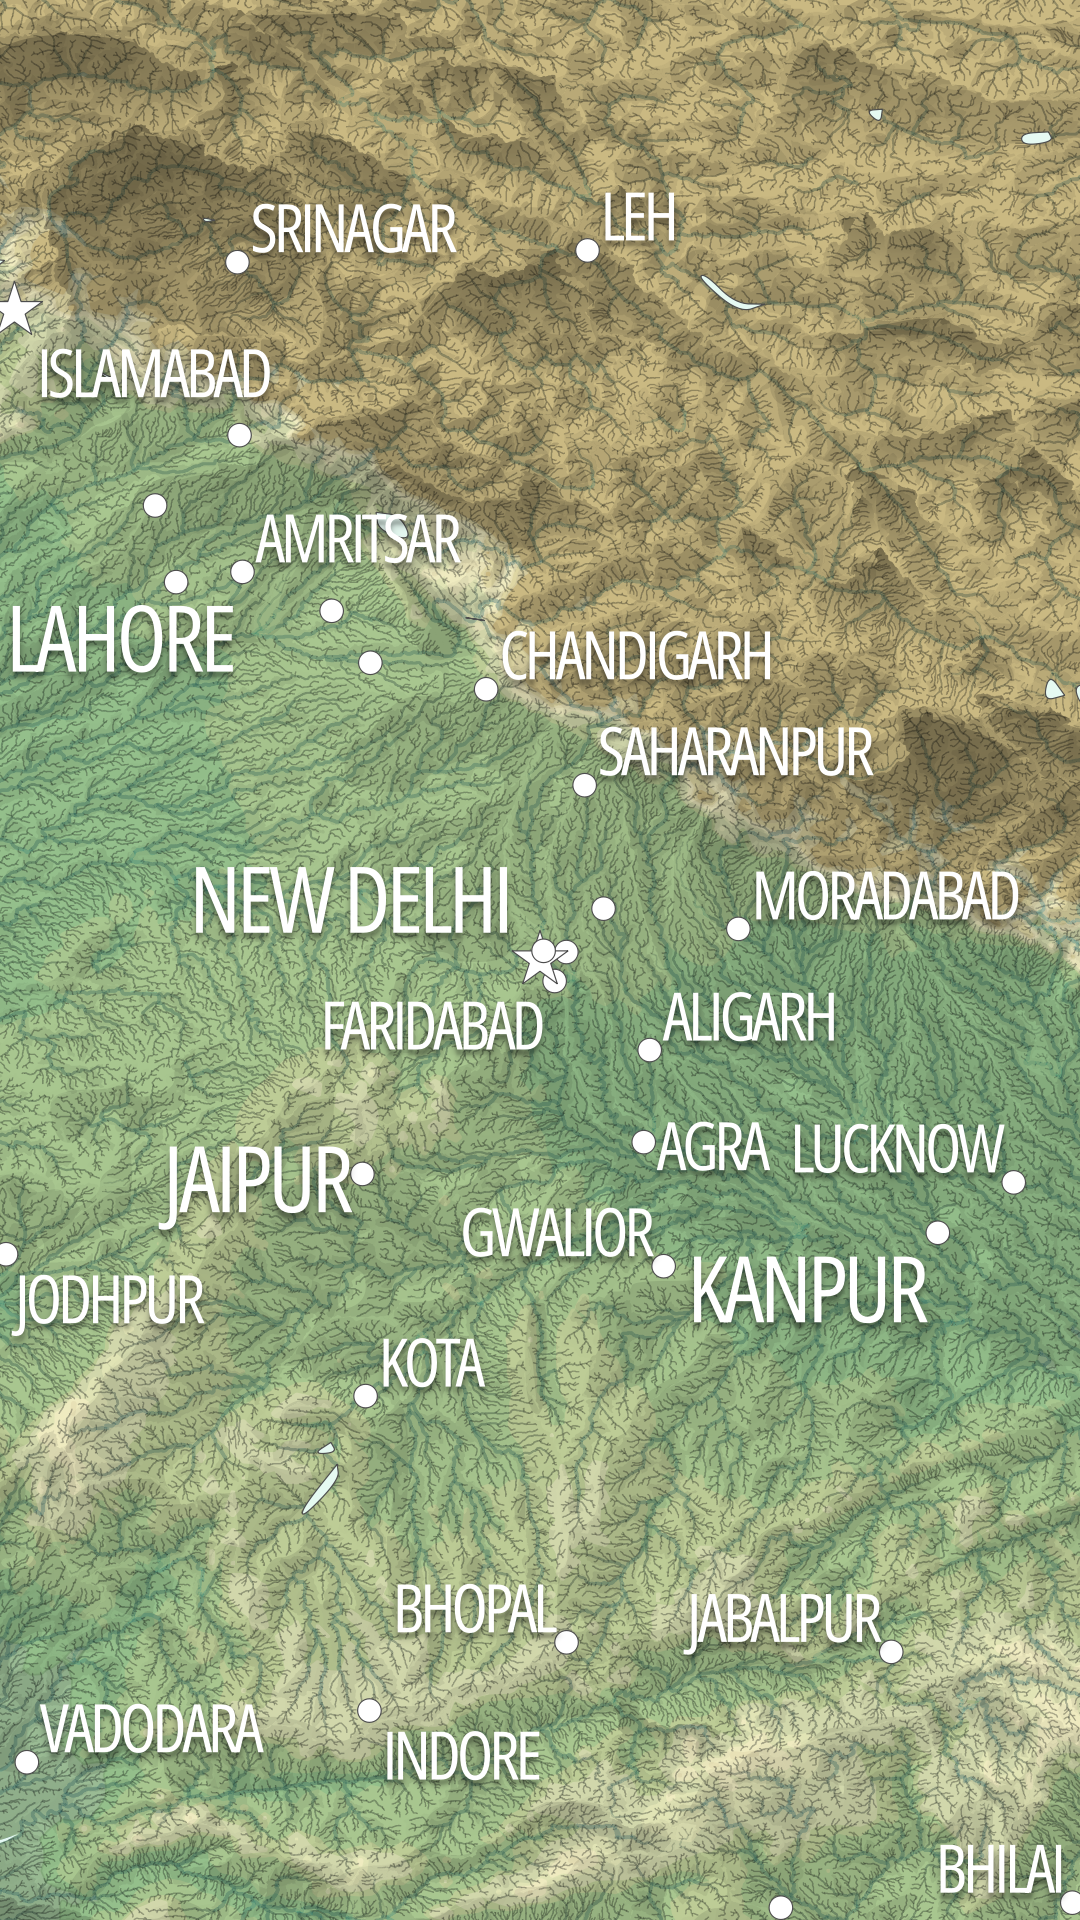 LEH
SRINAGAR
ISLAMABAD
AMRITSAR
LAHORE
CHANDIGARH
SAHARANPUR
NEW DELHI
MORADABAD
FARIDABAD
ALIGARH
AGRA
LUCKNOW
JAIPUR
GWALIOR
KANPUR
JODHPUR
KOTA
BHOPAL
JABALPUR
VADODARA
INDORE
BHILAI